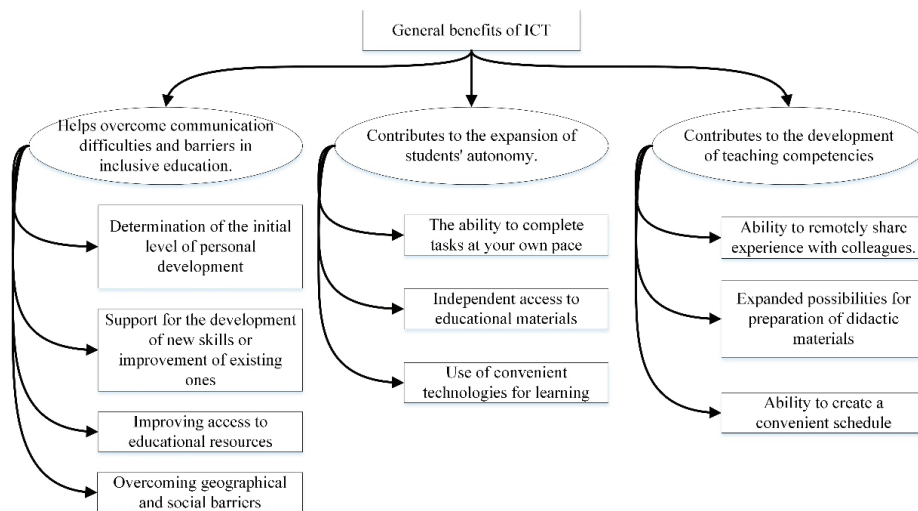 General benefits of ICT
Helps overcome communication
difficulties and barriers in
inclusive education.
Contributes to the expansion of
students' autonomy.
Contributes to the development
of teaching competencies
Determination of the initial
level of personal
development
Support for the development
of new skills or
improvement of existing
ones
Improving access to
educational resources
Overcoming geographical
and social barriers
The ability to complete
tasks at your own pace
Independent access to
educational materials
Use of convenient
technologies for learning
Ability to remotely share
experience with colleagues.
Expanded possibilities for
preparation of didactic
materials
Ability to create a
convenient schedule